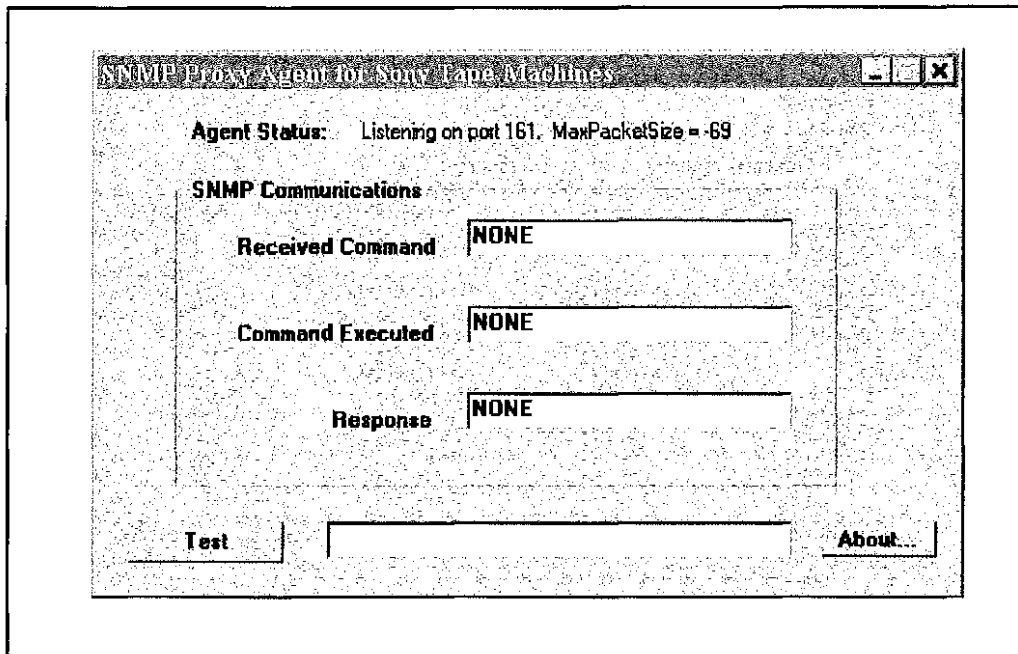 SNMP Proxy Agent for Sony Tape Machines
Agent Status: Listening on port 161, MaxPacketSize = -69
SNMP Communications
Received Command NONE
Command Executed NONE
Response NONE
Test About...